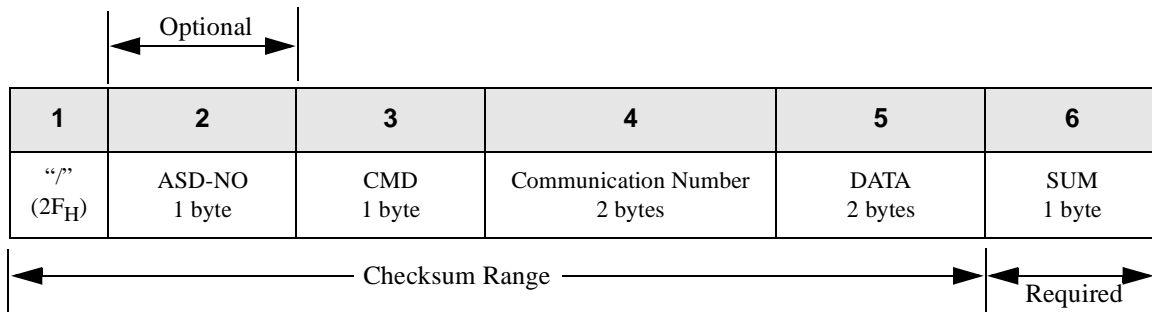 Optional
1 2 3 4 5 6
“/” ASD-NO CMD Communication Number DATA SUM
(2FH) 1 byte 1 byte 2 bytes 2 bytes 1 byte
Checksum Range
Required